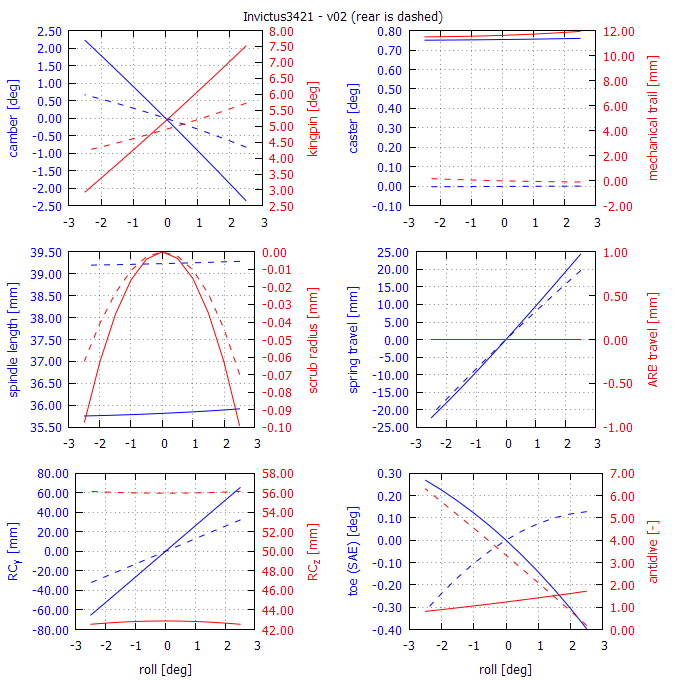 Invictus3421 - v02 (rear is dashed)
2.50 2.00 1.50 1.00 0.50 0.00 -0.50 -1.00 -1.50 -2.00 -2.50
camber [deg]
8.00 7.50 7.00 6.50 6.00 5.50 5.00 4.50 4.00 3.50 3.00 2.50
kingpin [deg]
-3 -2 -1 0 1 2 3
0.80 0.70 0.60 0.50 0.40 0.30 0.20 0.10 0.00 -0.10
caster [deg]
12.00 10.00 8.00 6.00 4.00 2.00 0.00 -2.00
mechanical trail [mm]
-3 -2 -1 0 1 2 3
39.50 39.00 38.50 38.00 37.50 37.00 36.50 36.00 35.50
spindle length [mm]
0.00 -0.01 -0.02 -0.03 -0.04 -0.05 -0.06 -0.07 -0.08 -0.09 -0.10
scrub radius [mm]
-3 -2 -1 0 1 2 3
25.00 20.00 15.00 10.00 5.00 0.00 -5.00 -10.00 -15.00 -20.00 -25.00
spring travel [mm]
1.00 0.50 0.00 -0.50 -1.00
ARB travel [mm]
-3 -2 -1 0 1 2 3
80.00 60.00 40.00 20.00 0.00 -20.00 -40.00 -60.00 -80.00
RCy [mm]
58.00 56.00 54.00 52.00 50.00 48.00 46.00 44.00 42.00
RCz [mm]
-3 -2 -1 0 1 2 3
roll [deg]
0.30 0.20 0.10 0.00 -0.10 -0.20 -0.30 -0.40
toe (SAE) [deg]
7.00 6.00 5.00 4.00 3.00 2.00 1.00 0.00
antidive [-]
-3 -2 -1 0 1 2 3
roll [deg]